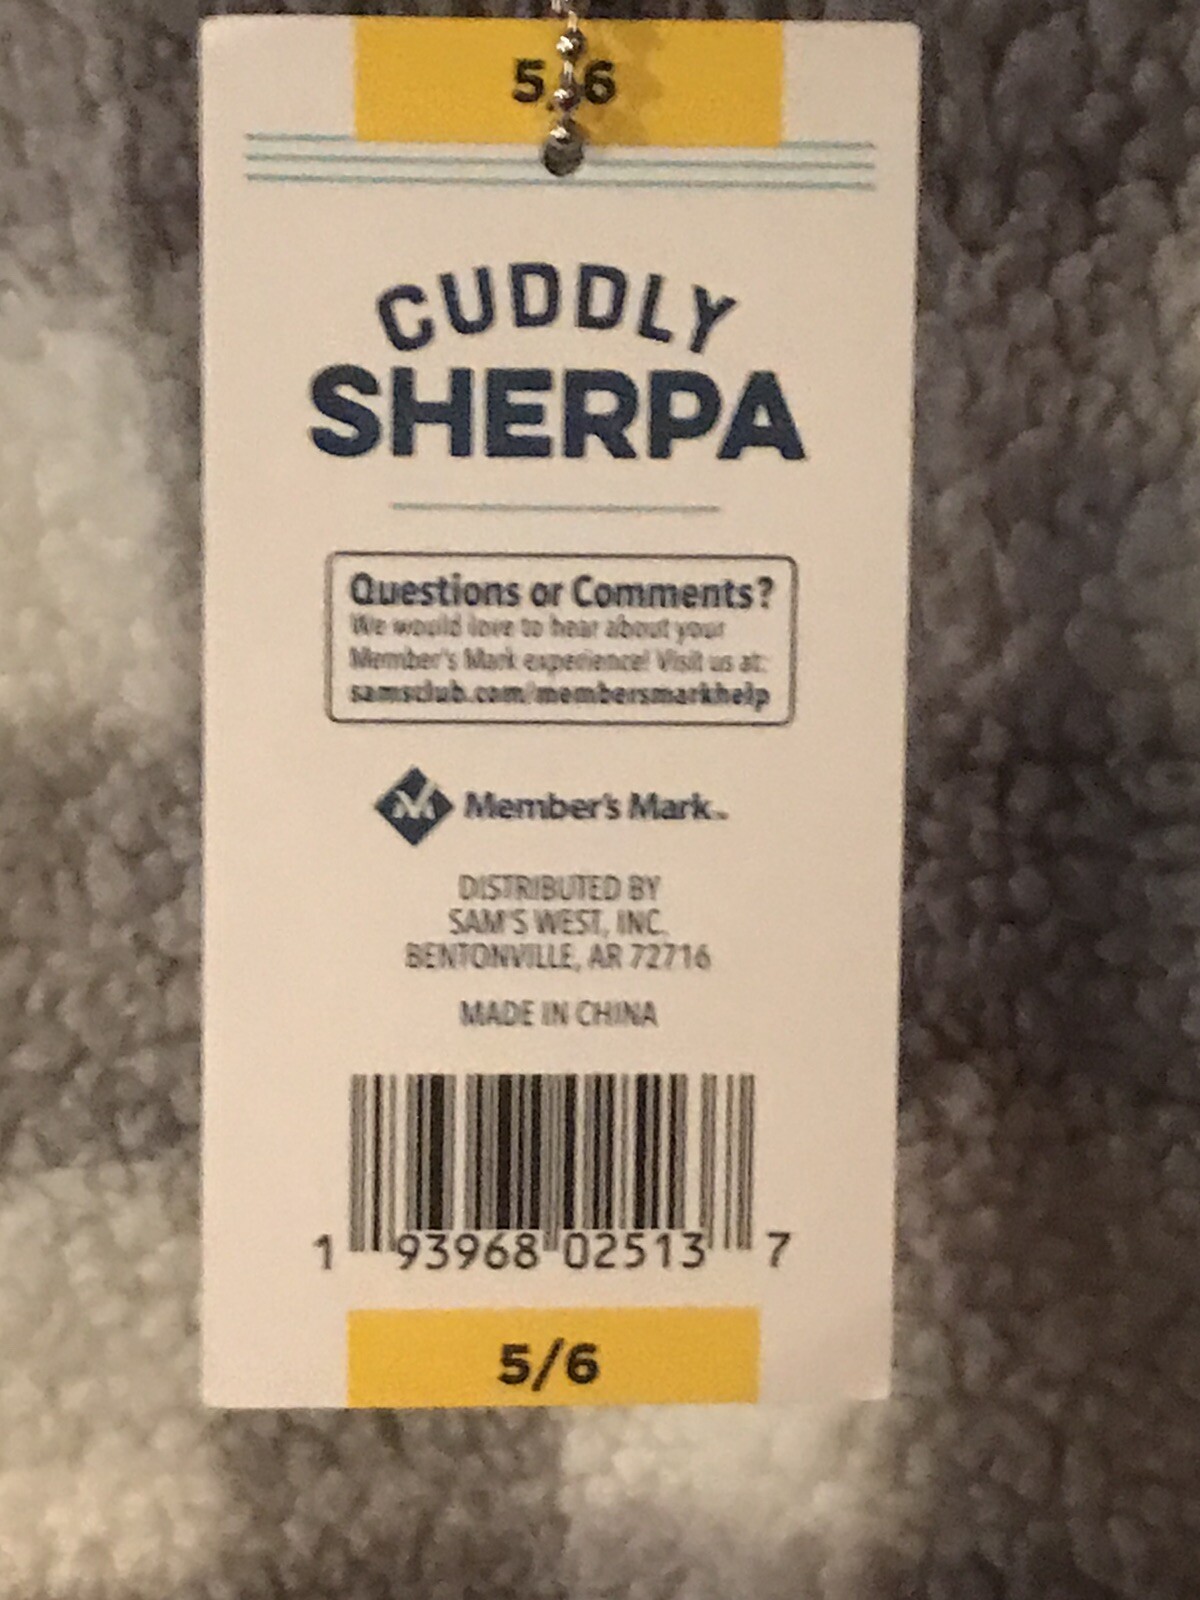 5/6
CUDDLY
SHERPA
Questions or Comments?
We would love to hear about your
Member's Mark experience! Visit us at:
samsclub.com/membersmarkhelp
Member's Mark™
DISTRIBUTED BY
SAM'S WEST, INC.
BENTONVILLE, AR 72716
MADE IN CHINA
1 93968 02513 7
5/6